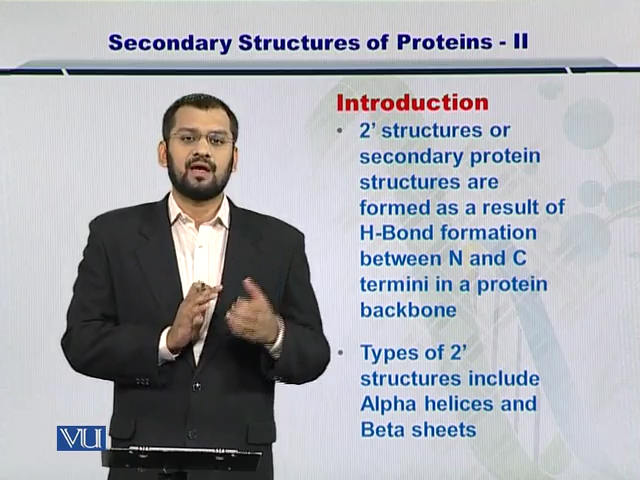 Secondary Structures of Proteins - II
Introduction
• 2’ structures or
secondary protein
structures are
formed as a result of
H-Bond formation
between N and C
termini in a protein
backbone
• Types of 2’
structures include
Alpha helices and
Beta sheets
VU